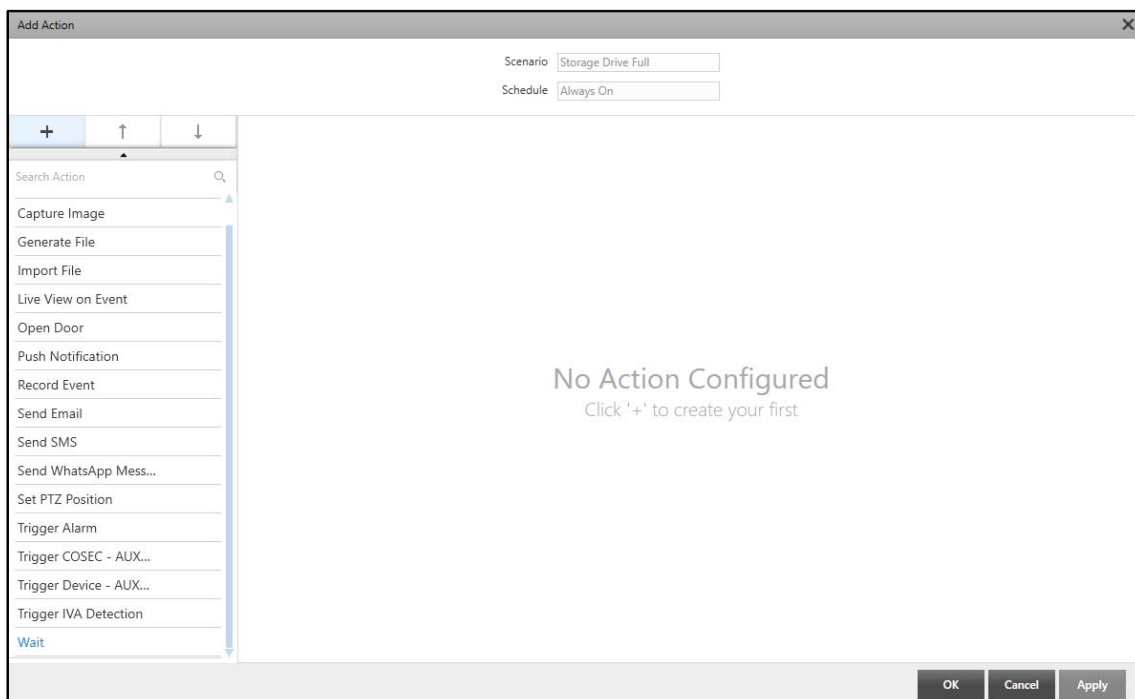 Add Action
Scenario Storage Drive Full
Schedule Always On
Search Action
Capture Image
Generate File
Import File
Live View on Event
Open Door
Push Notification
Record Event
Send Email
Send SMS
Send WhatsApp Mess...
Set PTZ Position
Trigger Alarm
Trigger COSEC - AUX...
Trigger Device - AUX...
Trigger IVA Detection
Wait
No Action Configured
Click '+' to create your first
OK Cancel Apply